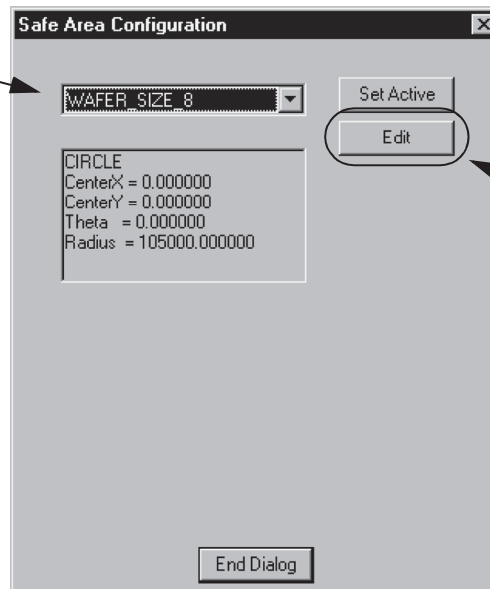 Safe Area Configuration
WAFER_SIZE_8
Set Active
Edit
CIRCLE
CenterX = 0.000000
CenterY = 0.000000
Theta = 0.000000
Radius = 105000.000000
End Dialog